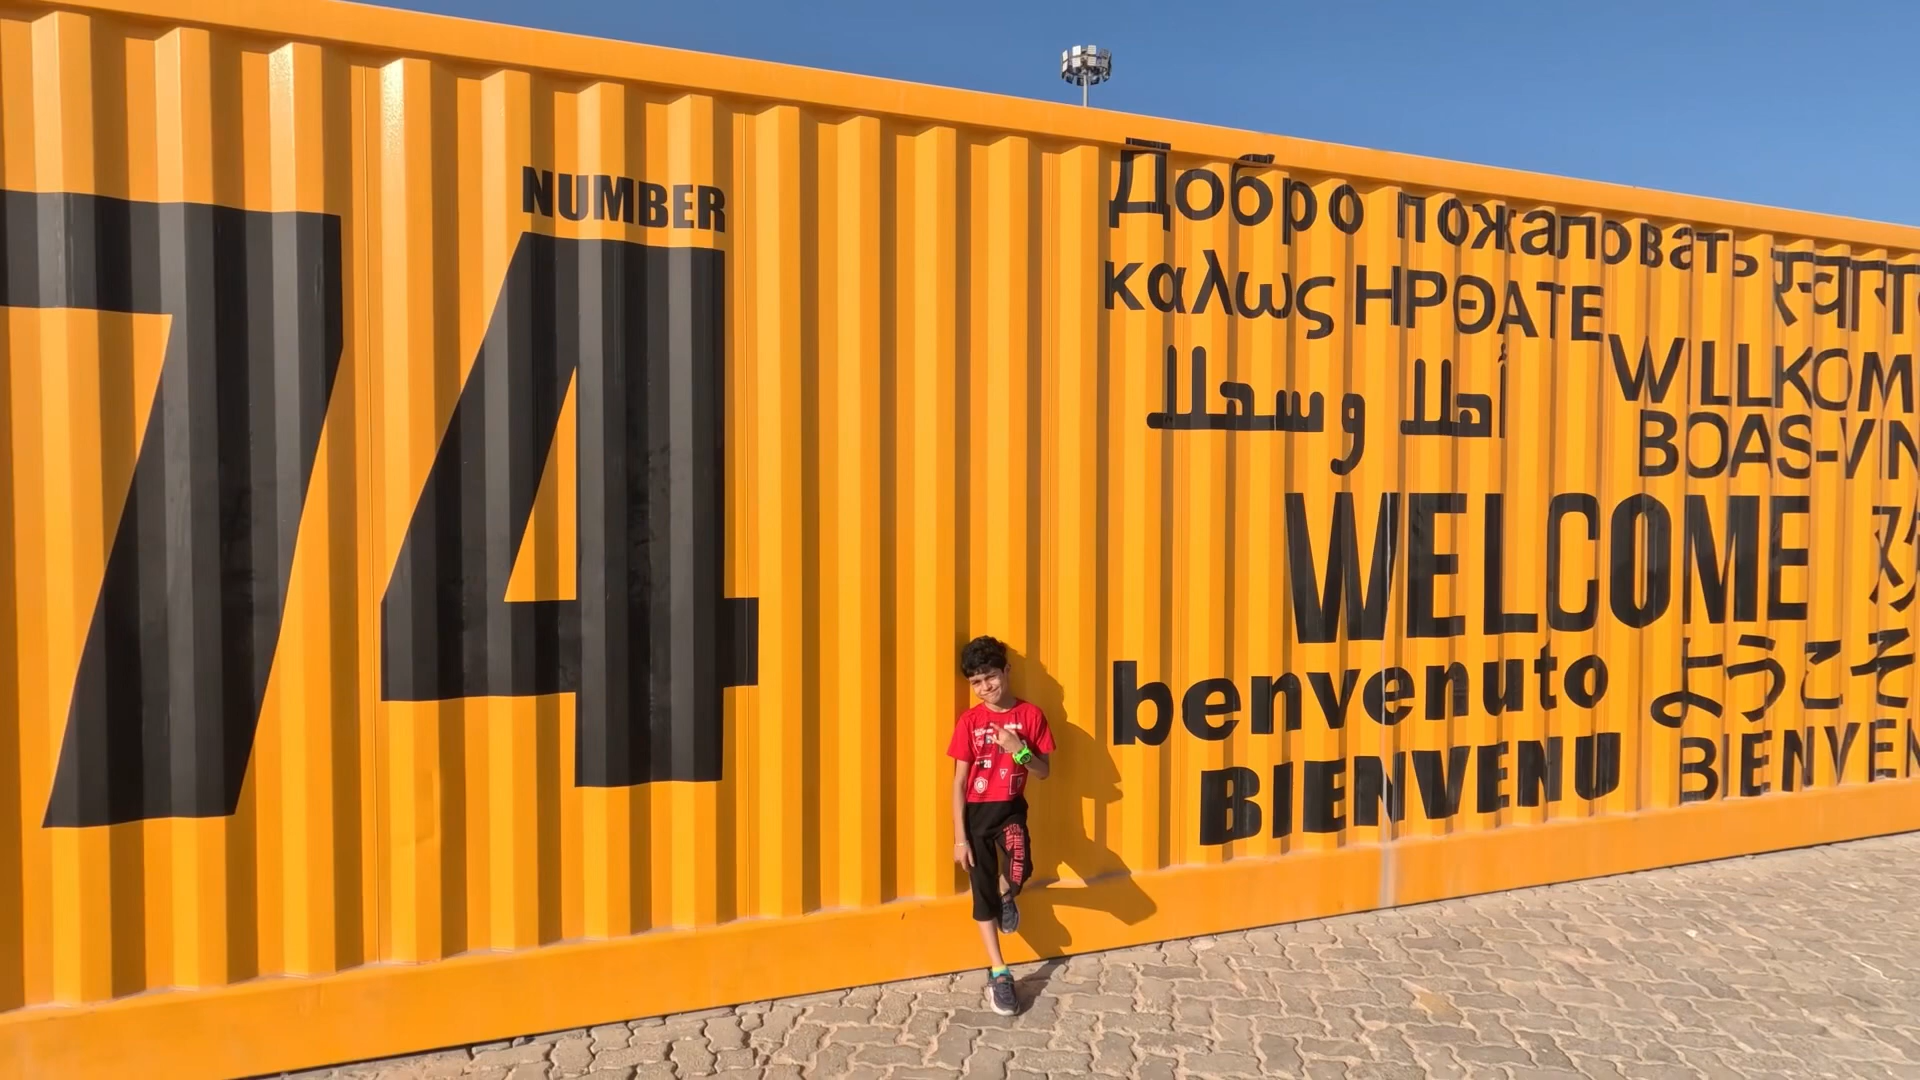 74
NUMBER
Добро пожаловать
καλως ΗΡΘΑΤΕ
أهلا وسهلا
WILLKOM
BOAS-VIN
WELCOME
benvenuto
ようこそ
BIENVENU
BIENVEN
20